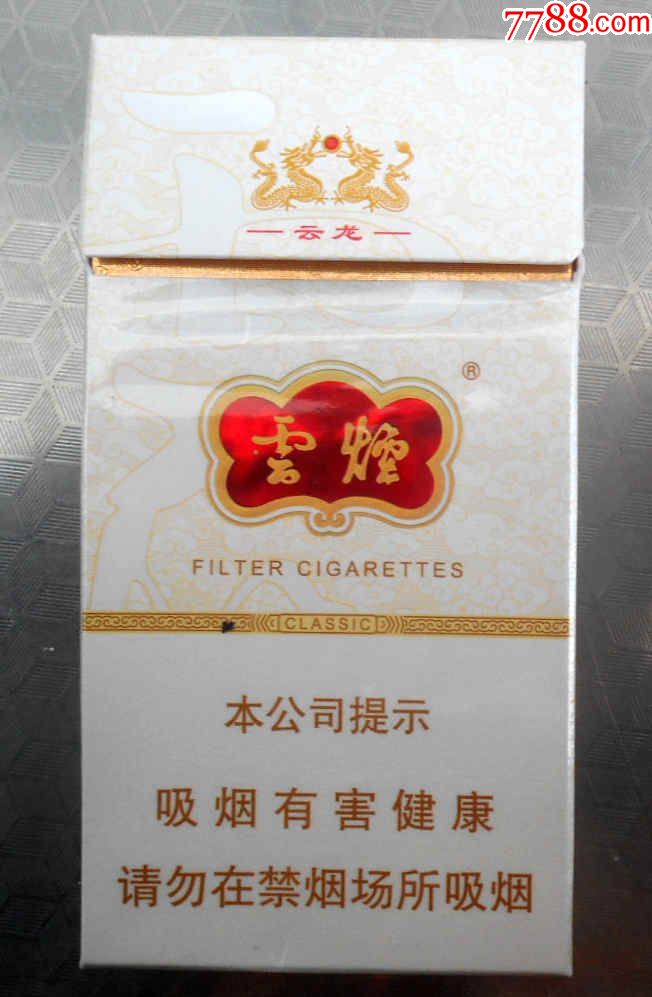 7788.com
云龙
®
雲煙
FILTER CIGARETTES
CLASSIC
本公司提示
吸烟有害健康
请勿在禁烟场所吸烟